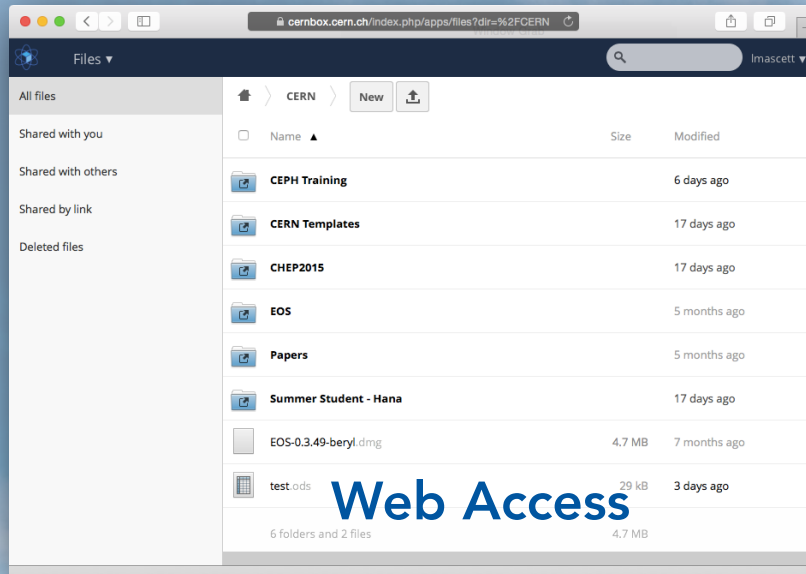 cernbox.cern.ch/index.php/apps/files?dir=%2FCERN
Window Grab
Files ▾
lmascett ▾
All files
Shared with you
Shared with others
Shared by link
Deleted files
CERN
New
Name ▲ Size Modified
CEPH Training 6 days ago
CERN Templates 17 days ago
CHEP2015 17 days ago
EOS 5 months ago
Papers 5 months ago
Summer Student - Hana 17 days ago
EOS-0.3.49-beryl.dmg 4.7 MB 7 months ago
test.ods 29 kB 3 days ago
Web Access
6 folders and 2 files 4.7 MB